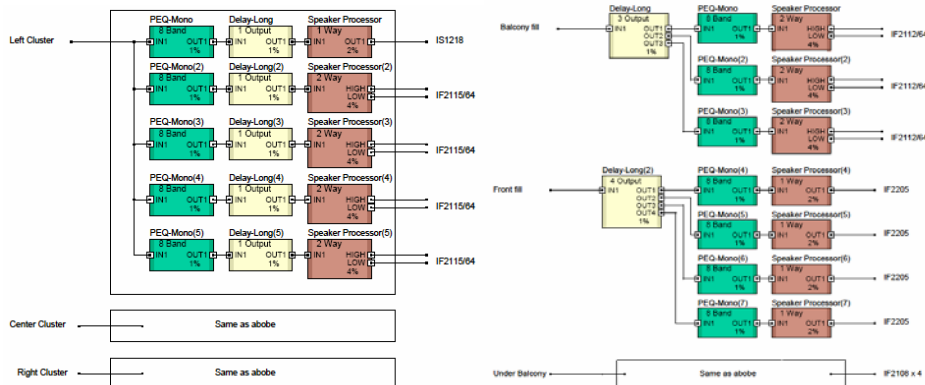 PEQ-Mono Delay-Long Speaker Processor
8 Band 1 Output 1 Way
Left Cluster IN1 OUT1 IN1 OUT1 IN1 OUT1 IS1218
1% 1% 2%
PEQ-Mono(2) Delay-Long(2) Speaker Processor(2)
8 Band 1 Output 2 Way
IN1 OUT1 IN1 OUT1 IN1 HIGH
LOW IF2115/64
1% 1% 4%
PEQ-Mono(3) Delay-Long(3) Speaker Processor(3)
8 Band 1 Output 2 Way
IN1 OUT1 IN1 OUT1 IN1 HIGH
LOW IF2115/64
1% 1% 4%
PEQ-Mono(4) Delay-Long(4) Speaker Processor(4)
8 Band 1 Output 2 Way
IN1 OUT1 IN1 OUT1 IN1 HIGH
LOW IF2115/64
1% 1% 4%
PEQ-Mono(5) Delay-Long(5) Speaker Processor(5)
8 Band 1 Output 2 Way
IN1 OUT1 IN1 OUT1 IN1 HIGH
LOW IF2115/64
1% 1% 4%
Center Cluster Same as abobe
Right Cluster Same as abobe
Delay-Long PEQ-Mono Speaker Processor
3 Output 8 Band 2 Way
Balcony fill IN1 OUT1 IN1 OUT1 IN1 HIGH
OUT2 LOW IF2112/64
OUT3 1% 4%
1%
PEQ-Mono(2) Speaker Processor(2)
8 Band 2 Way
IN1 OUT1 IN1 HIGH
LOW IF2112/64
1% 4%
PEQ-Mono(3) Speaker Processor(3)
8 Band 2 Way
IN1 OUT1 IN1 HIGH
LOW IF2112/64
1% 4%
Delay-Long(2) PEQ-Mono(4) Speaker Processor(4)
4 Output 8 Band 1 Way
Front fill IN1 OUT1 IN1 OUT1 IN1 OUT1 IF2205
OUT2 1% 2%
OUT3
OUT4
1%
PEQ-Mono(5) Speaker Processor(5)
8 Band 1 Way
IN1 OUT1 IN1 OUT1 IF2205
1% 2%
PEQ-Mono(6) Speaker Processor(6)
8 Band 1 Way
IN1 OUT1 IN1 OUT1 IF2205
1% 2%
PEQ-Mono(7) Speaker Processor(7)
8 Band 1 Way
IN1 OUT1 IN1 OUT1 IF2205
1% 2%
Under Balcony Same as abobe IF2108 x 4